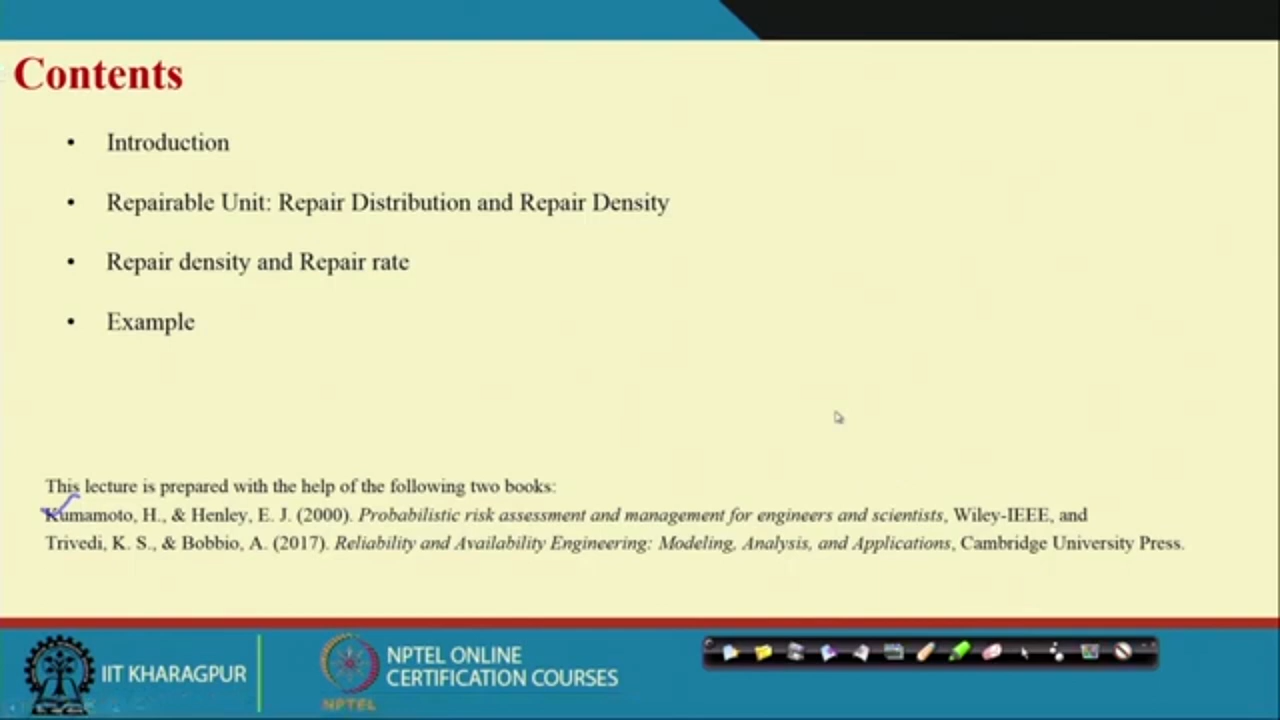 Contents
• Introduction
• Repairable Unit: Repair Distribution and Repair Density
• Repair density and Repair rate
• Example
This lecture is prepared with the help of the following two books:
Kumamoto, H., & Henley, E. J. (2000). Probabilistic risk assessment and management for engineers and scientists, Wiley-IEEE, and
Trivedi, K. S., & Bobbio, A. (2017). Reliability and Availability Engineering: Modeling, Analysis, and Applications, Cambridge University Press.
IIT KHARAGPUR
NPTEL ONLINE
CERTIFICATION COURSES
NPTEL